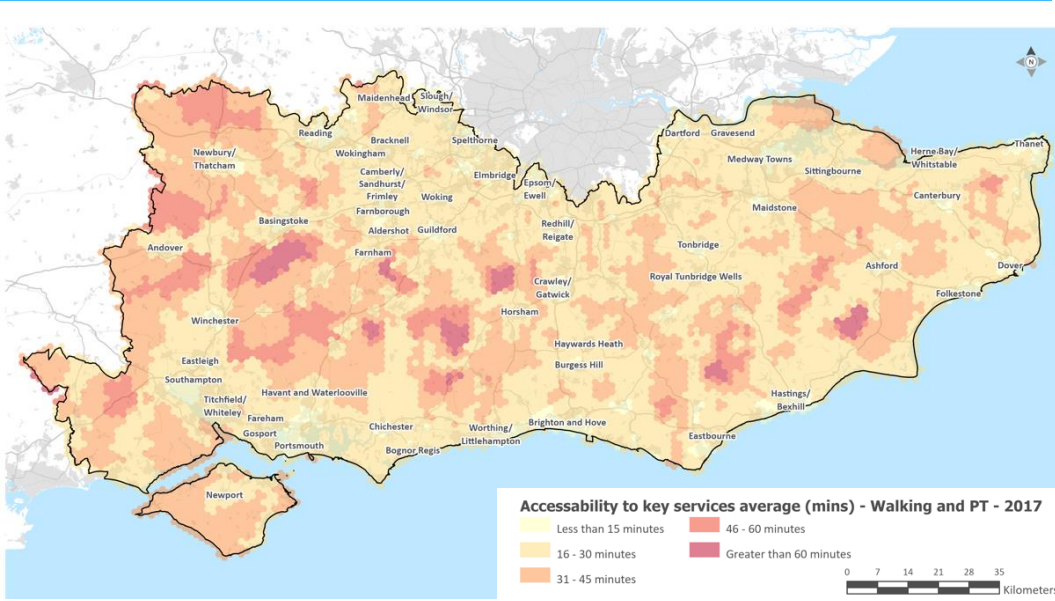 N
Maidenhead
Slough/
Windsor
Reading
Bracknell
Wokingham
Spelthorne
Dartford
Gravesend
Thanet
Newbury/
Thatcham
Medway Towns
Herne Bay/
Whitstable
Sittingbourne
Camberly/
Sandhurst/
Frimley
Elmbridge
Woking
Epsom/
Ewell
Canterbury
Farnborough
Maidstone
Basingstoke
Aldershot
Guildford
Redhill/
Reigate
Andover
Farnham
Tonbridge
Ashford
Dover
Crawley/
Gatwick
Royal Tunbridge Wells
Folkestone
Winchester
Horsham
Haywards Heath
Eastleigh
Burgess Hill
Southampton
Titchfield/
Whiteley
Havant and Waterlooville
Hastings/
Bexhill
Fareham
Gosport
Chichester
Worthing/
Littlehampton
Brighton and Hove
Eastbourne
Portsmouth
Bognor Regis
Newport
Accessability to key services average (mins) - Walking and PT - 2017
Less than 15 minutes
46 - 60 minutes
16 - 30 minutes
Greater than 60 minutes
31 - 45 minutes
0 7 14 21 28 35
Kilometers